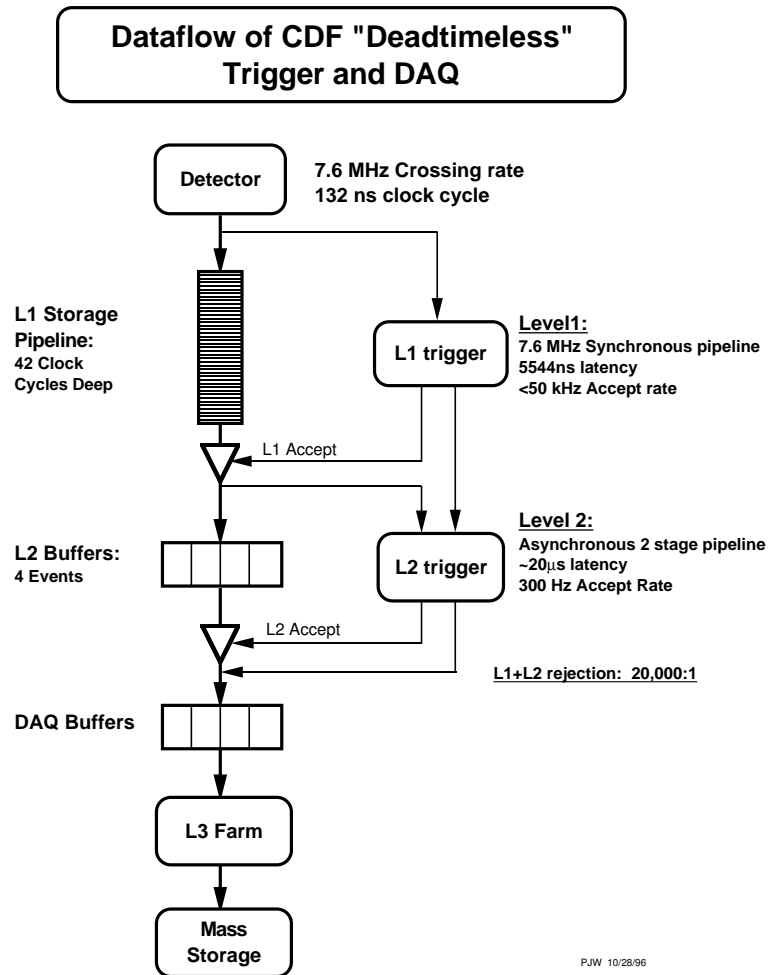 Dataflow of CDF "Deadtimeless"
Trigger and DAQ
Detector
7.6 MHz Crossing rate
132 ns clock cycle
L1 Storage
Pipeline:
42 Clock
Cycles Deep
L1 trigger
Level1:
7.6 MHz Synchronous pipeline
5544ns latency
<50 kHz Accept rate
L1 Accept
L2 Buffers:
4 Events
L2 trigger
Level 2:
Asynchronous 2 stage pipeline
~20μs latency
300 Hz Accept Rate
L2 Accept
L1+L2 rejection: 20,000:1
DAQ Buffers
L3 Farm
Mass
Storage
PJW 10/28/96